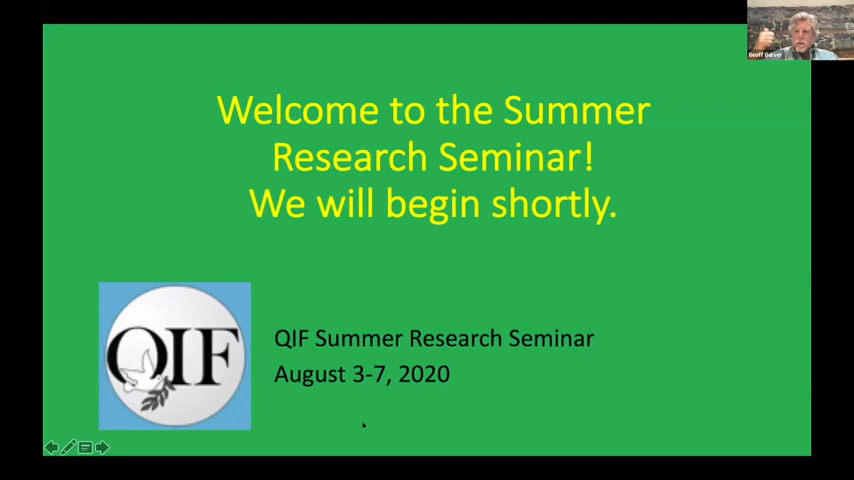 Geoff Garver
Welcome to the Summer
Research Seminar!
We will begin shortly.
QIF
QIF Summer Research Seminar
August 3-7, 2020